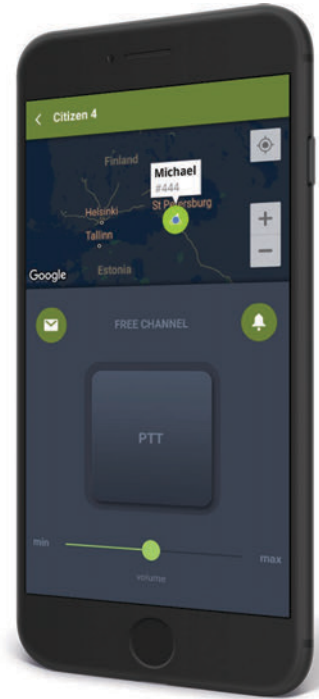 Citizen 4
Finland
Michael
#444
Helsinki
St Petersburg
Tallinn
+
−
Google
Estonia
FREE CHANNEL
PTT
min
max
volume